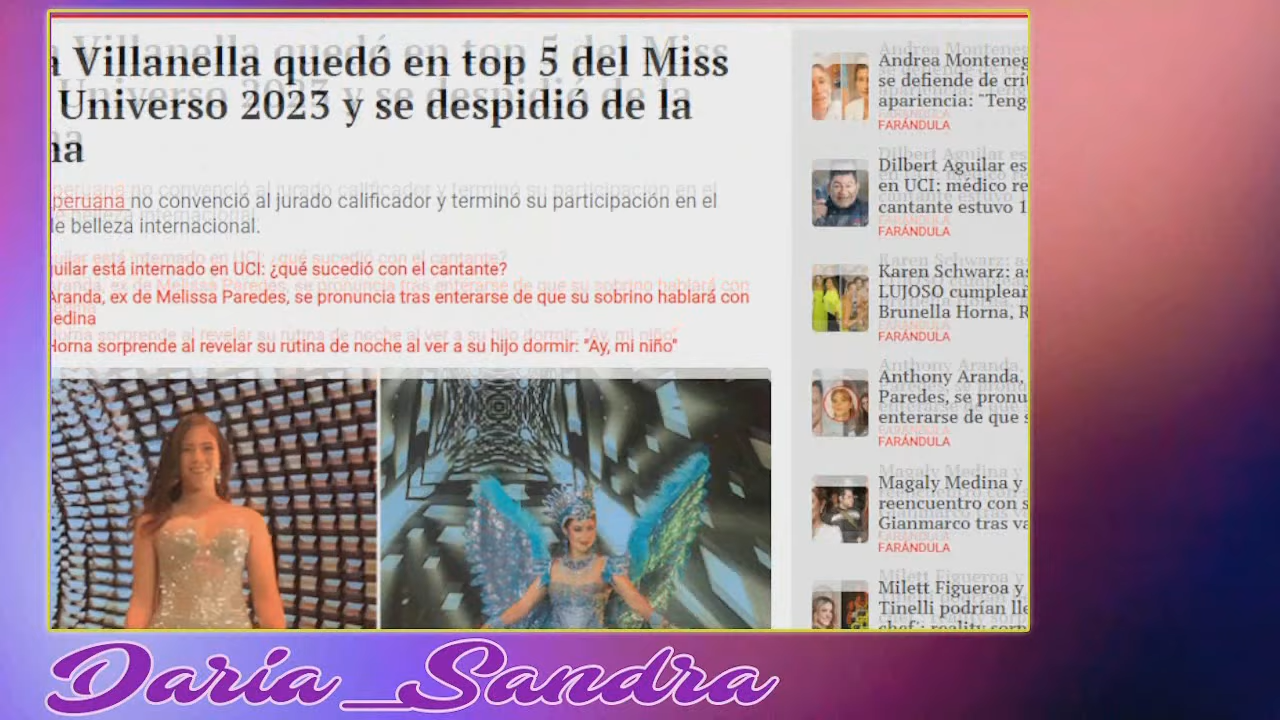 Villanella quedó en top 5 del Miss
Universo 2023 y se despidió de la
na
peruana no convenció al jurado calificador y terminó su participación en el
de belleza internacional.
uilar está internado en UCI: ¿qué sucedió con el cantante?
Aranda, ex de Melissa Paredes, se pronuncia tras enterarse de que su sobrino hablará con
edina
Horna sorprende al revelar su rutina de noche al ver a su hijo dormir: "Ay, mi niño"
Andrea Monteneg
se defiende de crí
apariencia: "Teng
FARÁNDULA
Dilbert Aguilar es
en UCI: médico re
cantante estuvo 1
FARÁNDULA
Karen Schwarz: as
LUJOSO cumpleañ
Brunella Horna, R
FARÁNDULA
Anthony Aranda,
Paredes, se pronu
enterarse de que s
FARÁNDULA
Magaly Medina y
reencuentro con s
Gianmarco tras va
FARÁNDULA
Milett Figueroa y
Tinelli podrían lle
chef': reality sorp
Daria_Sandra